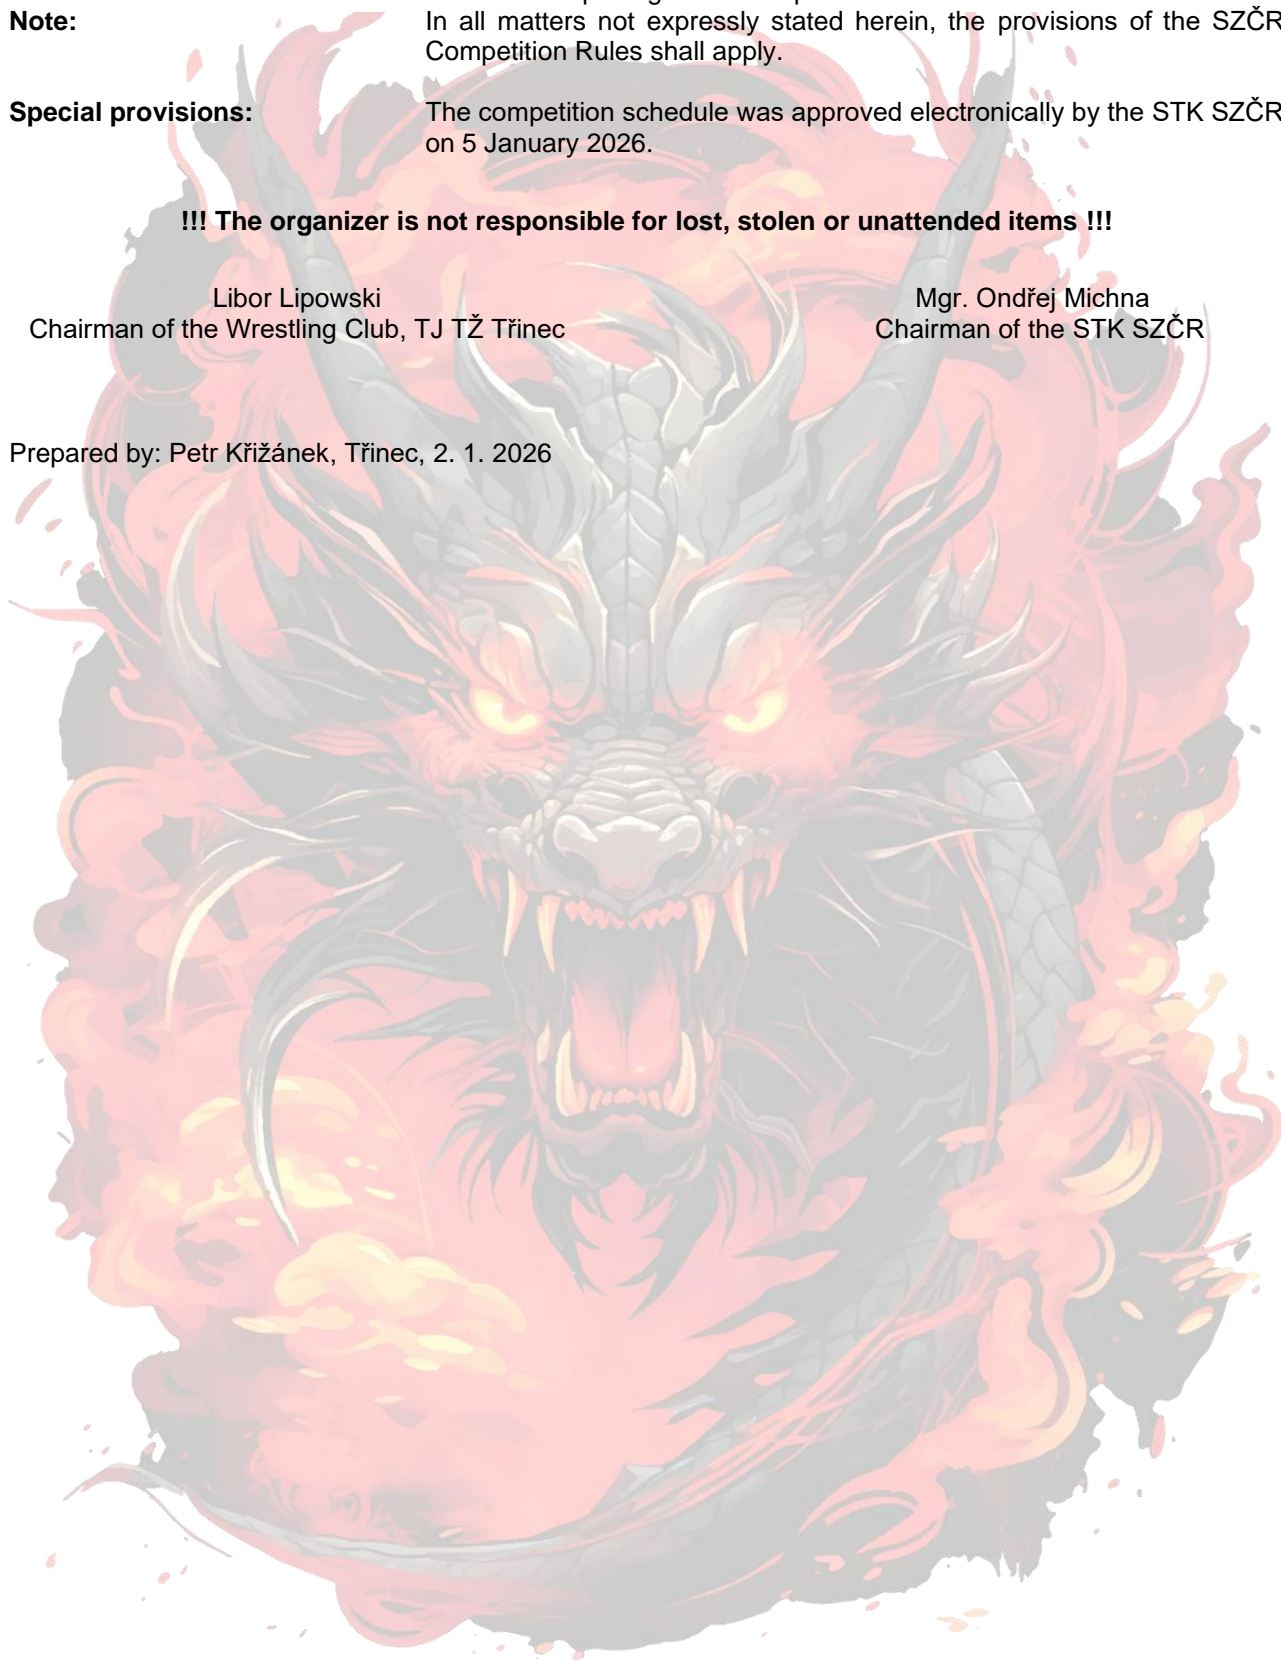 Note: In all matters not expressly stated herein, the provisions of the SZČR
Competition Rules shall apply.
Special provisions: The competition schedule was approved electronically by the STK SZČR
on 5 January 2026.
!!! The organizer is not responsible for lost, stolen or unattended items !!!
Libor Lipowski Mgr. Ondřej Michna
Chairman of the Wrestling Club, TJ TŽ Třinec Chairman of the STK SZČR
Prepared by: Petr Křižánek, Třinec, 2. 1. 2026